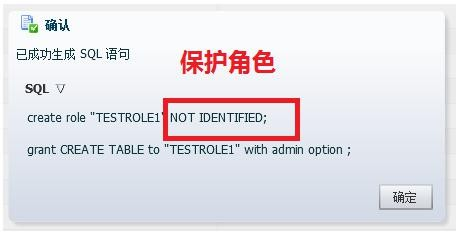 确认
已成功生成 SQL 语句
保护角色
SQL ▽
create role "TESTROLE1" NOT IDENTIFIED;
grant CREATE TABLE to "TESTROLE1" with admin option ;
确定